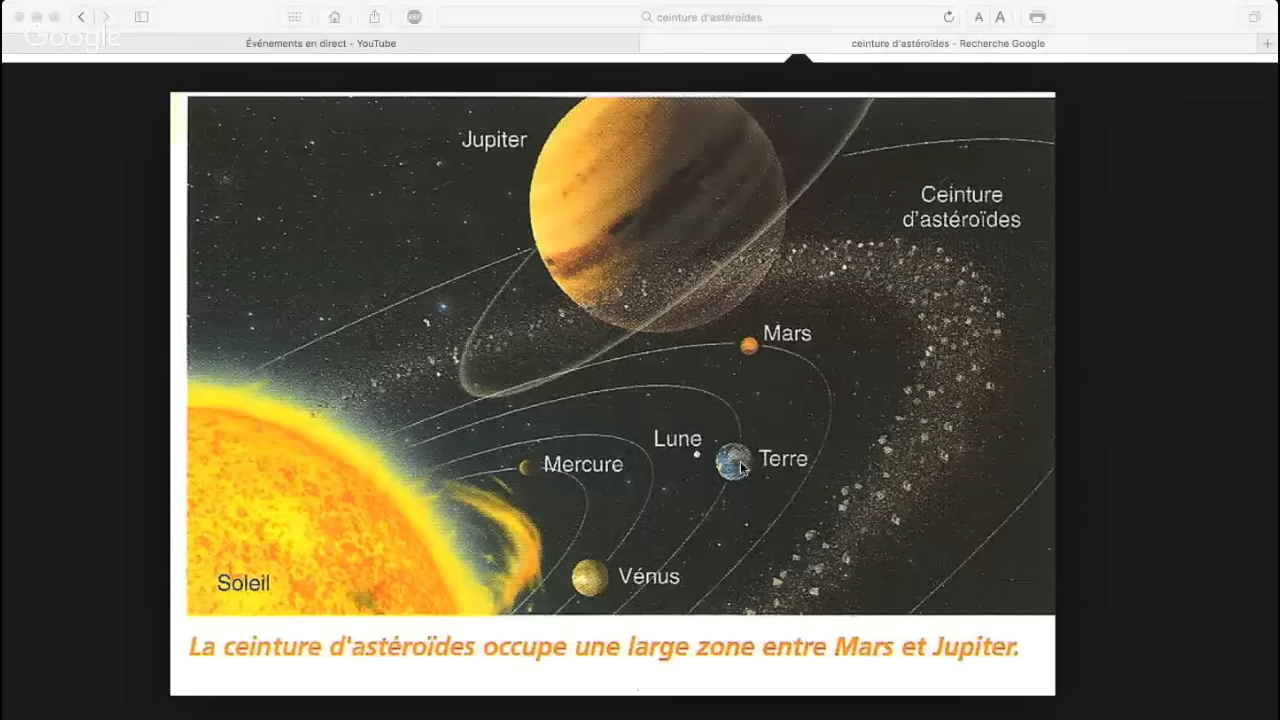 ABP
ceinture d'astéroïdes
A A
Google
Événements en direct - YouTube
ceinture d'astéroïdes - Recherche Google
Jupiter
Ceinture
d'astéroïdes
Mars
Lune
Terre
Mercure
Vénus
Soleil
La ceinture d'astéroïdes occupe une large zone entre Mars et Jupiter.